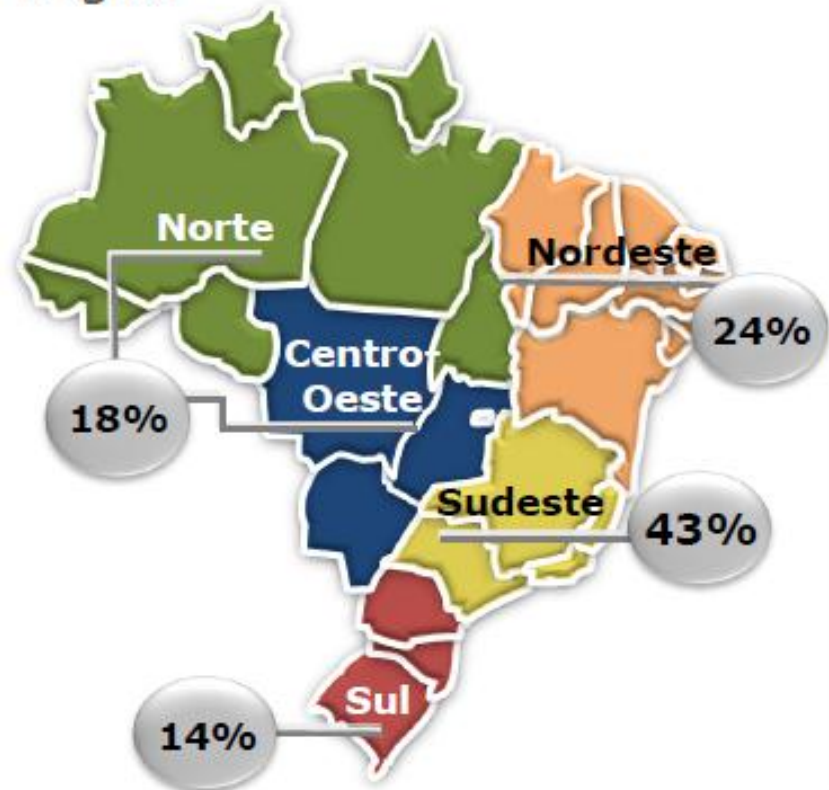 Norte
Nordeste
24%
Centro-
Oeste
18%
Sudeste
43%
Sul
14%